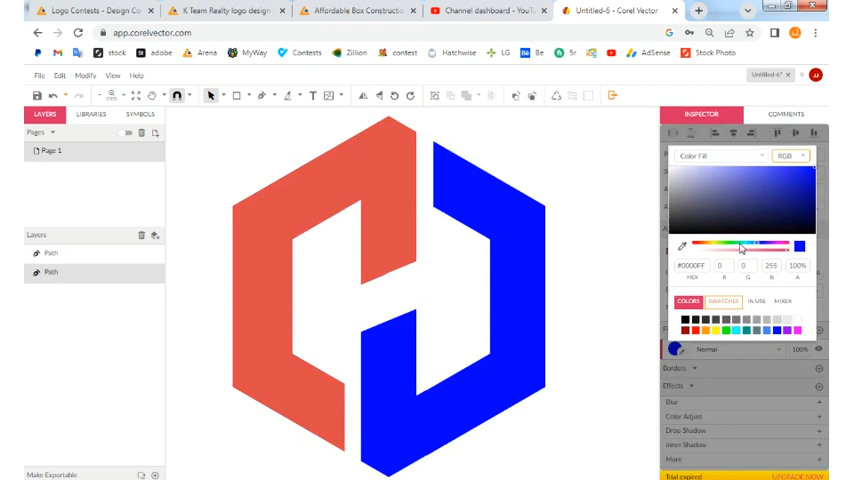 Logo Contests - Design Co
K Team Realty logo design
Affordable Box Constructio
Channel dashboard - YouT
Untitled-6 - Corel Vector
app.corelvector.com
stock
adobe
Arena
MyWay
Contests
Zillion
contest
Hatchwise
LG
Be
5r
AdSense
Stock Photo
File Edit Modify View Help
Untitled-6*
LAYERS LIBRARIES SYMBOLS
INSPECTOR COMMENTS
Pages
Page 1
Color Fill
RGB
Layers
Path
Path
#0000FF 0 0 255 100%
HEX R G B A
COLORS SWATCHES IN USE MIXER
Normal 100%
Borders
Effects
Blur
Color Adjust
Drop Shadow
Inner Shadow
More
Make Exportable
Trial expired UPGRADE NOW